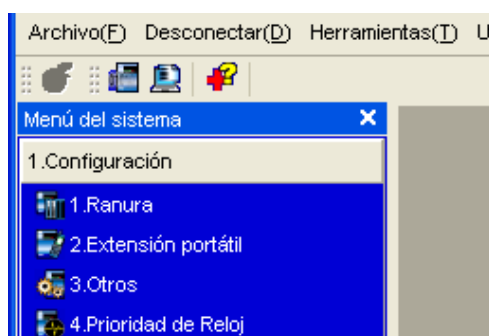 Archivo(F) Desconectar(D) Herramientas(T) U
Menú del sistema
1.Configuración
1.Ranura
2.Extensión portátil
3.Otros
4.Prioridad de Reloj